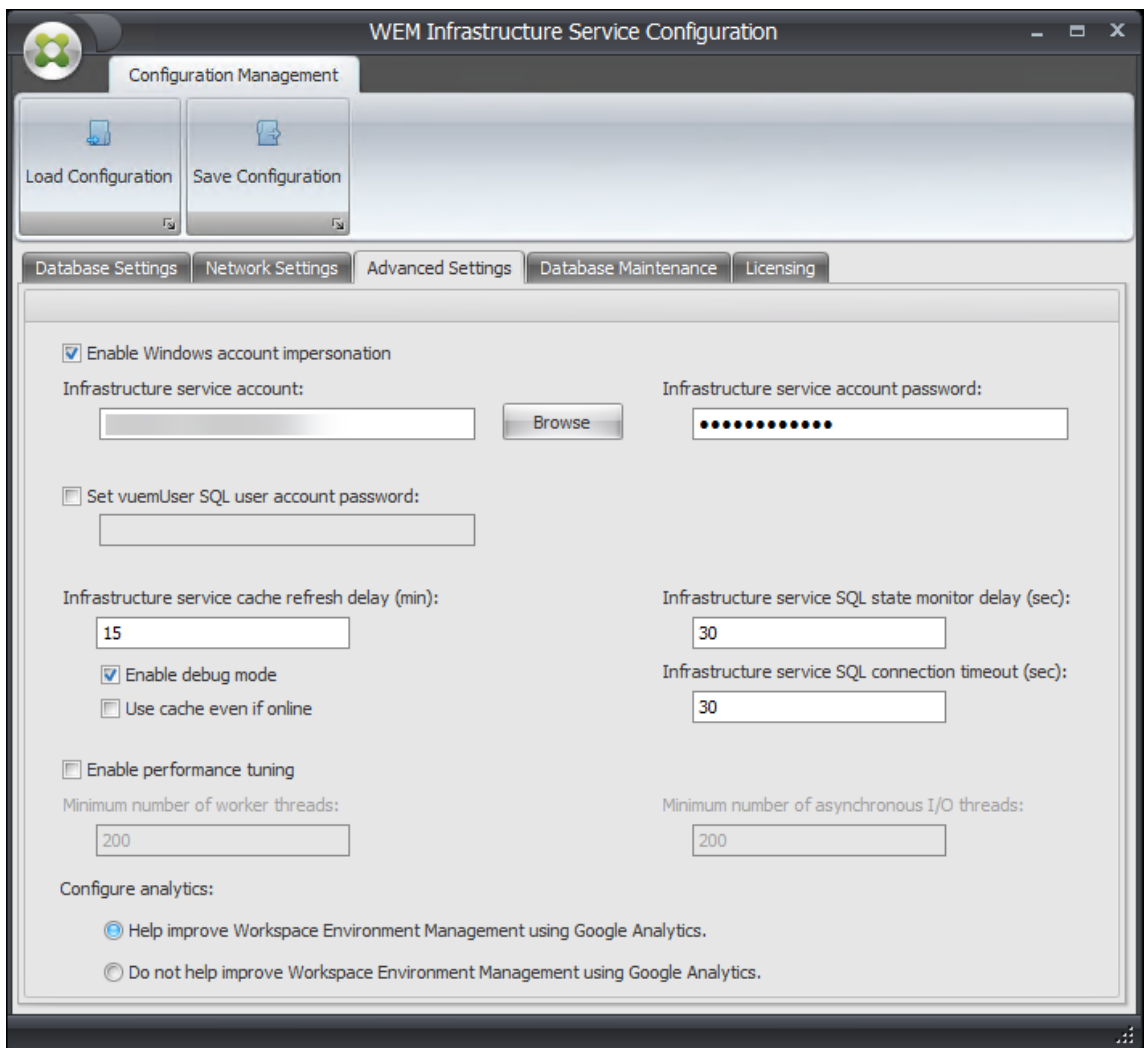 WEM Infrastructure Service Configuration
Configuration Management
Load Configuration
Save Configuration
Database Settings
Network Settings
Advanced Settings
Database Maintenance
Licensing
Enable Windows account impersonation
Infrastructure service account:
Infrastructure service account password:
Browse
●●●●●●●●●●●●
Set vuemUser SQL user account password:
Infrastructure service cache refresh delay (min):
Infrastructure service SQL state monitor delay (sec):
15
30
Enable debug mode
Infrastructure service SQL connection timeout (sec):
Use cache even if online
30
Enable performance tuning
Minimum number of worker threads:
Minimum number of asynchronous I/O threads:
200
200
Configure analytics:
Help improve Workspace Environment Management using Google Analytics.
Do not help improve Workspace Environment Management using Google Analytics.